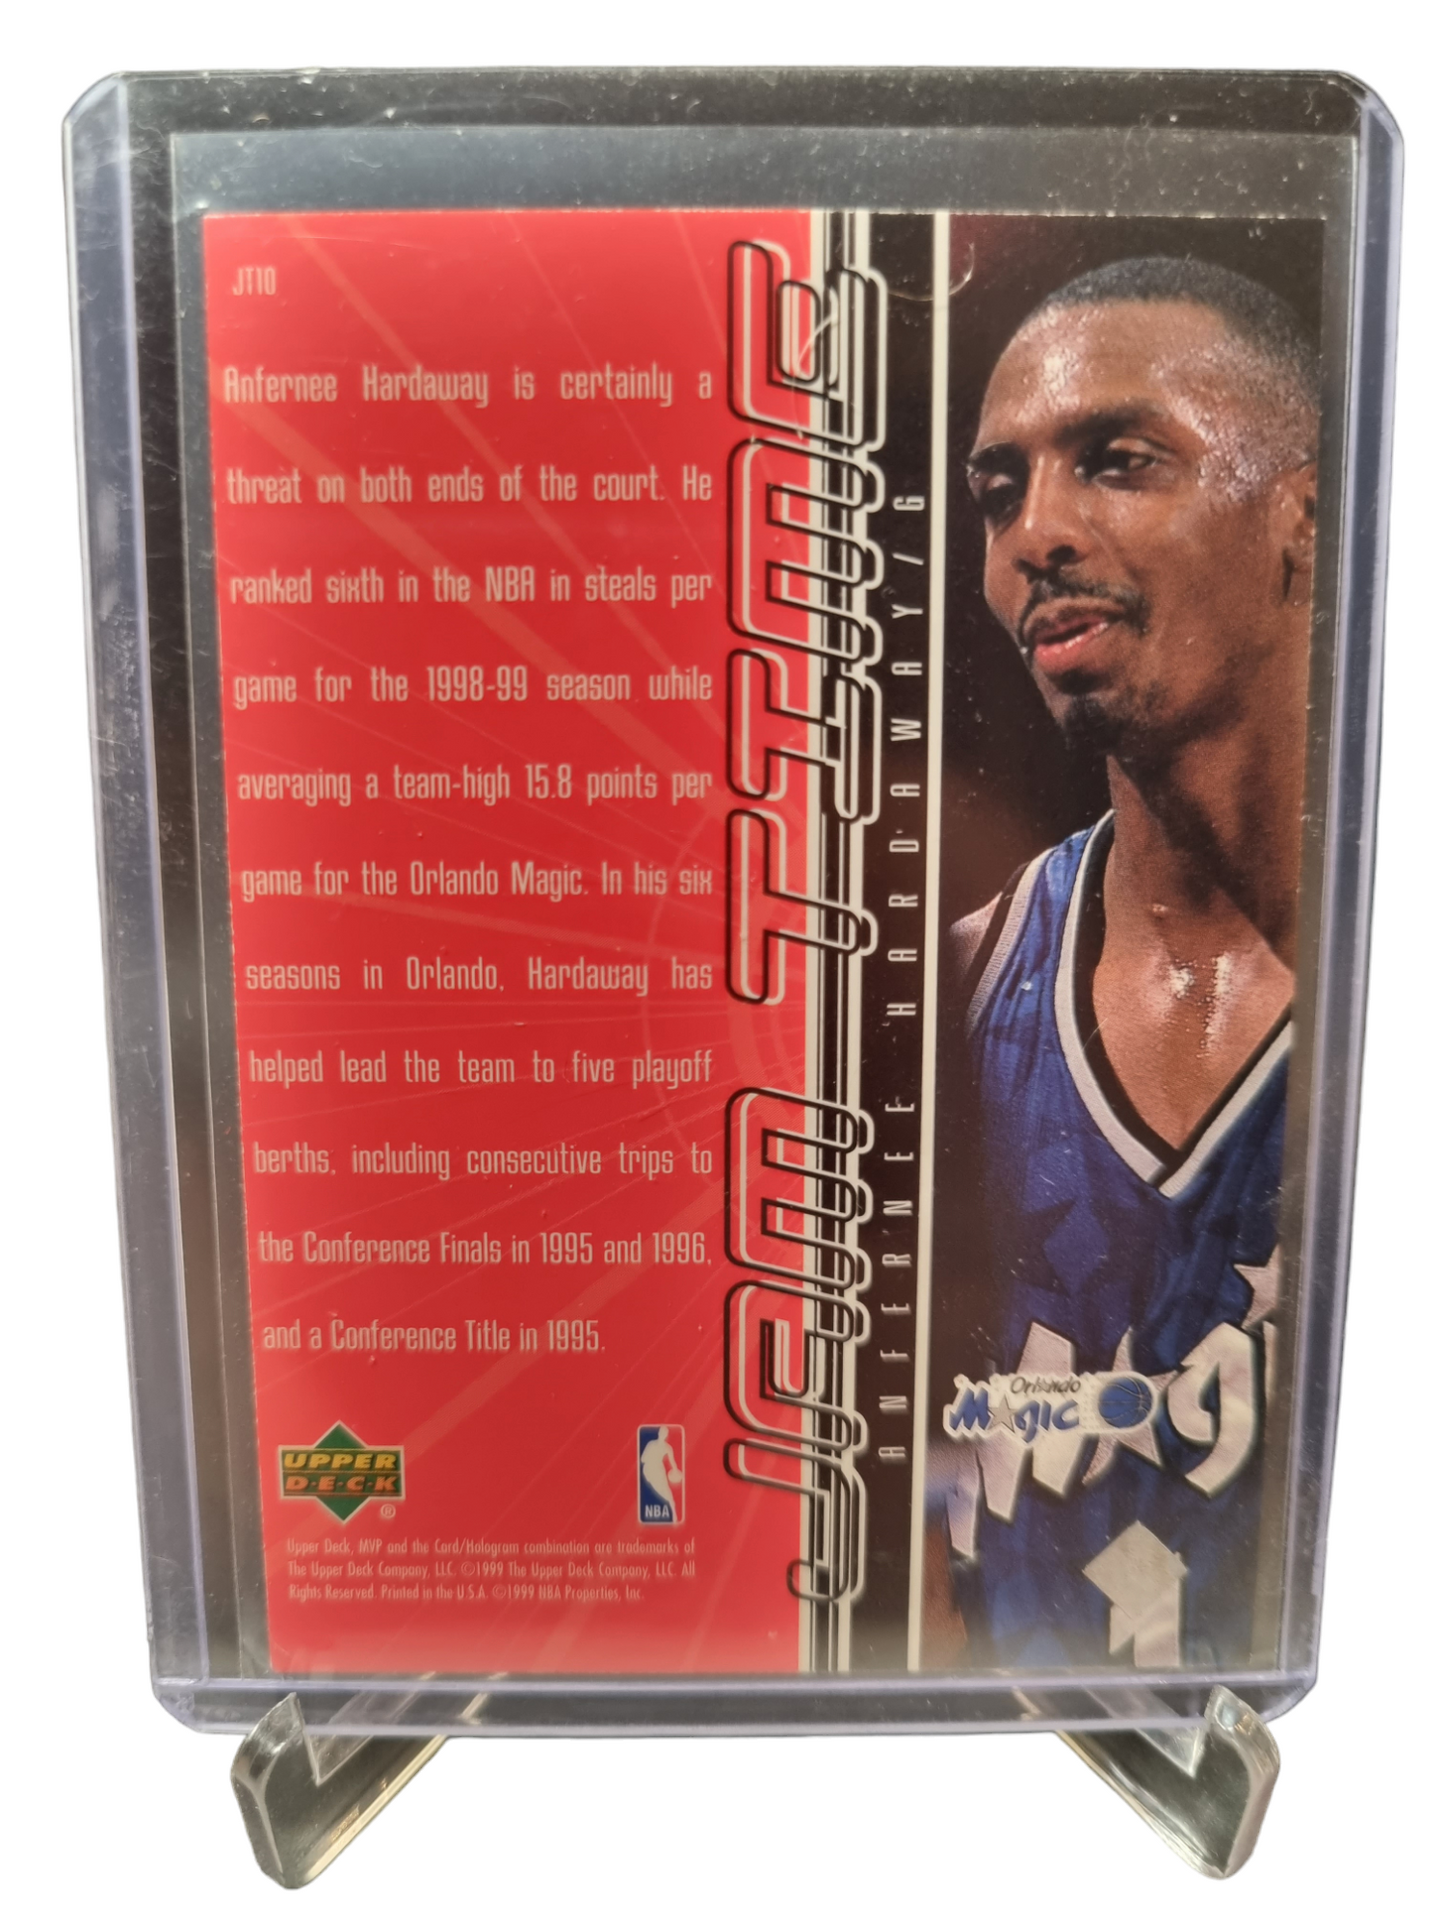 JT10
Anfernee Hardaway is certainly a
threat on both ends of the court. He
ranked sixth in the NBA in steals per
game for the 1998-99 season while
averaging a team-high 15.8 points per
game for the Orlando Magic. In his six
seasons in Orlando, Hardaway has
helped lead the team to five playoff
berths, including consecutive trips to
the Conference Finals in 1995 and 1996,
and a Conference Title in 1995.
UPPER
D·E·C·K
®
NBA
Upper Deck, MVP and the Card/Hologram combination are trademarks of
The Upper Deck Company, LLC. ©1999 The Upper Deck Company, LLC. All
Rights Reserved. Printed in the U.S.A. ©1999 NBA Properties, Inc.
JAM TIME
ANFERNEE HARDAWAY/G
Orlando
MAGIC
1